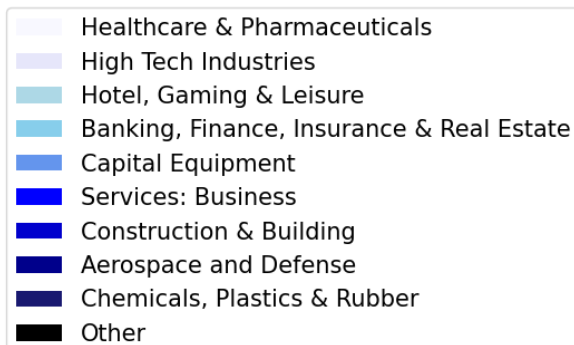 Healthcare & Pharmaceuticals
High Tech Industries
Hotel, Gaming & Leisure
Banking, Finance, Insurance & Real Estate
Capital Equipment
Services: Business
Construction & Building
Aerospace and Defense
Chemicals, Plastics & Rubber
Other